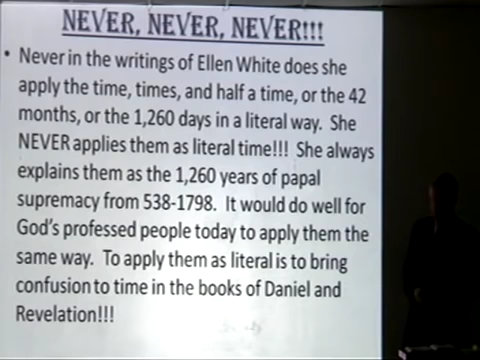 NEVER, NEVER, NEVER!!!
• Never in the writings of Ellen White does she
apply the time, times, and half a time, or the 42
months, or the 1,260 days in a literal way. She
NEVER applies them as literal time!!! She always
explains them as the 1,260 years of papal
supremacy from 538-1798. It would do well for
God's professed people today to apply them the
same way. To apply them as literal is to bring
confusion to time in the books of Daniel and
Revelation!!!